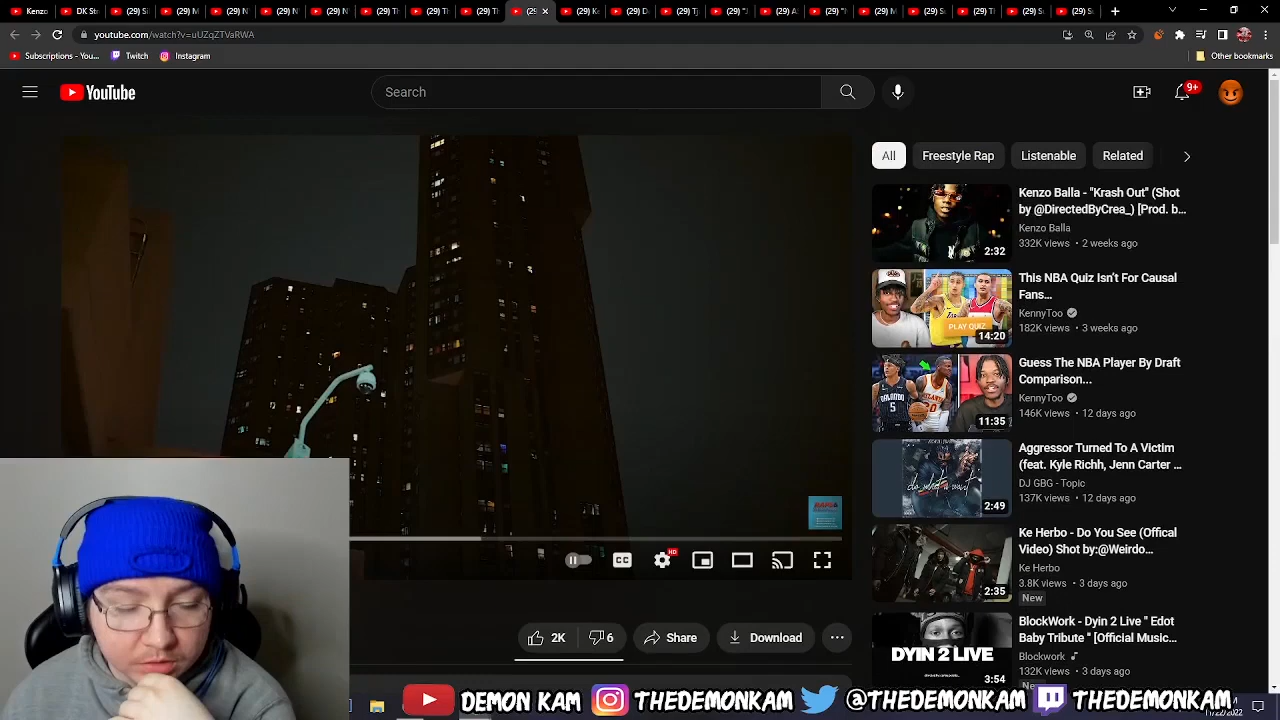 Kenzo
youtube.com/watch?v=uUZqZTVaRWA
Subscriptions - You...
Twitch
Instagram
Other bookmarks
YouTube
Search
9+
All
Freestyle Rap
Listenable
Related
Kenzo Balla - "Krash Out" (Shot
by @DirectedByCrea_) [Prod. b...
Kenzo Balla
332K views • 2 weeks ago
2:32
This NBA Quiz Isn't For Causal
Fans...
KennyToo
182K views • 3 weeks ago
PLAY QUIZ
14:20
Guess The NBA Player By Draft
Comparison...
KennyToo
146K views • 12 days ago
11:35
Aggressor Turned To A Victim
(feat. Kyle Richh, Jenn Carter ...
DJ GBG - Topic
137K views • 12 days ago
2:49
Ke Herbo - Do You See (Offical
Video) Shot by:@Weirdo...
Ke Herbo
3.8K views • 3 days ago
New
2:35
BlockWork - Dyin 2 Live " Edot
Baby Tribute " [Official Music...
Blockwork
132K views • 3 days ago
DYIN 2 LIVE
3:54
CC
HD
2K
6
Share
Download
DEMON KAM
THEDEMONKAM
@THEDEMONKAM
THEDEMONKAM